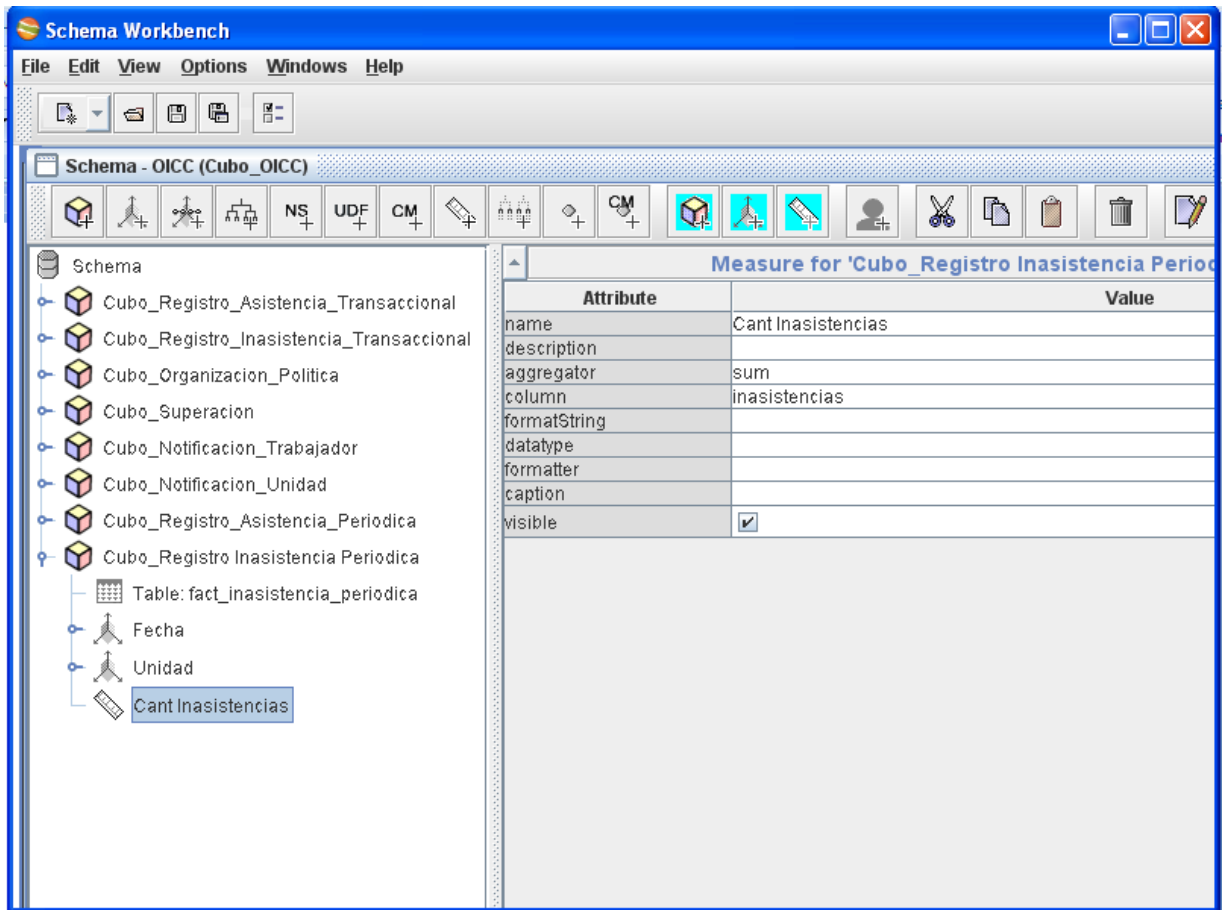 Schema Workbench
File Edit View Options Windows Help
Schema - OICC (Cubo_OICC)
NS UDF CM CM
Schema
Cubo_Registro_Asistencia_Transaccional
Cubo_Registro_Inasistencia_Transaccional
Cubo_Organizacion_Politica
Cubo_Superacion
Cubo_Notificacion_Trabajador
Cubo_Notificacion_Unidad
Cubo_Registro_Asistencia_Periodica
Cubo_Registro Inasistencia Periodica
Table: fact_inasistencia_periodica
Fecha
Unidad
Cant Inasistencias
Measure for 'Cubo_Registro Inasistencia Perioc
Attribute Value
name Cant Inasistencias
description
aggregator sum
column inasistencias
formatString
datatype
formatter
caption
visible